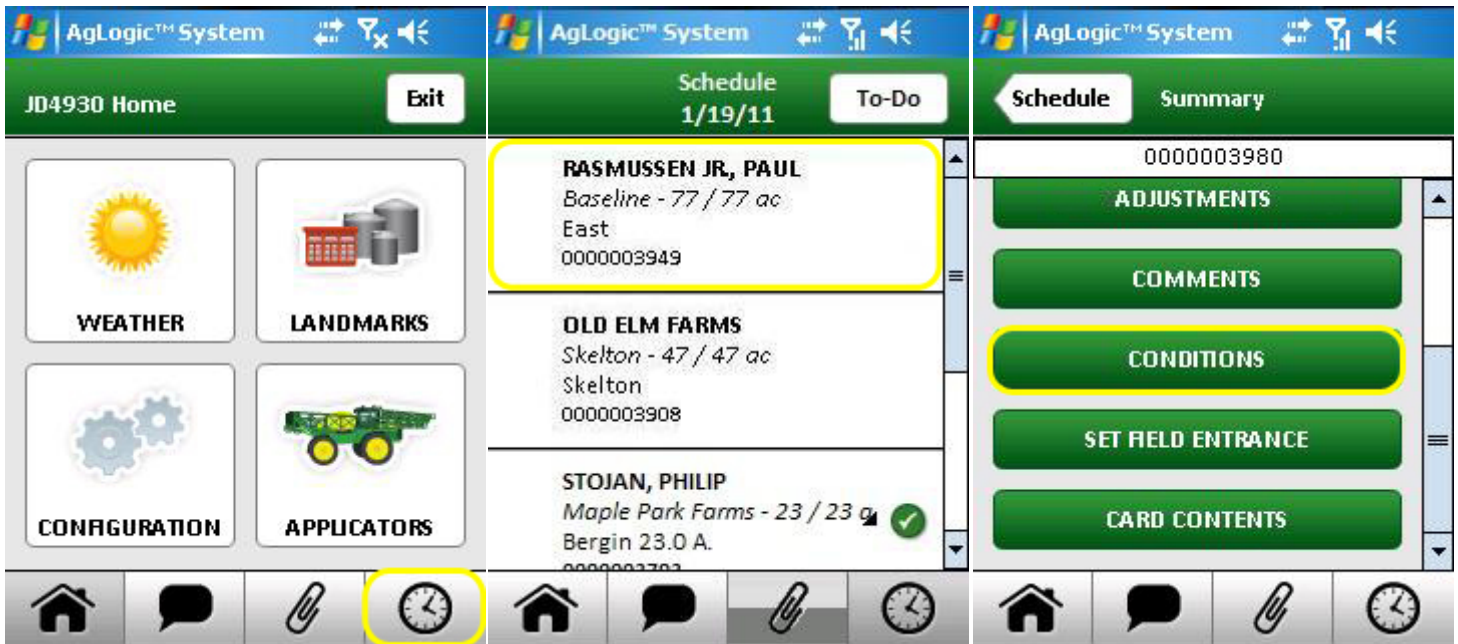 AgLogic™ System
JD4930 Home
Exit
WEATHER
LANDMARKS
CONFIGURATION
APPLICATORS
AgLogic™ System
Schedule
1/19/11
To-Do
RASMUSSEN JR., PAUL
Baseline - 77 / 77 ac
East
0000003949
OLD ELM FARMS
Skelton - 47 / 47 ac
Skelton
0000003908
STOJAN, PHILIP
Maple Park Farms - 23 / 23 a
Bergin 23.0 A.
AgLogic™ System
Schedule
Summary
0000003980
ADJUSTMENTS
COMMENTS
CONDITIONS
SET FIELD ENTRANCE
CARD CONTENTS